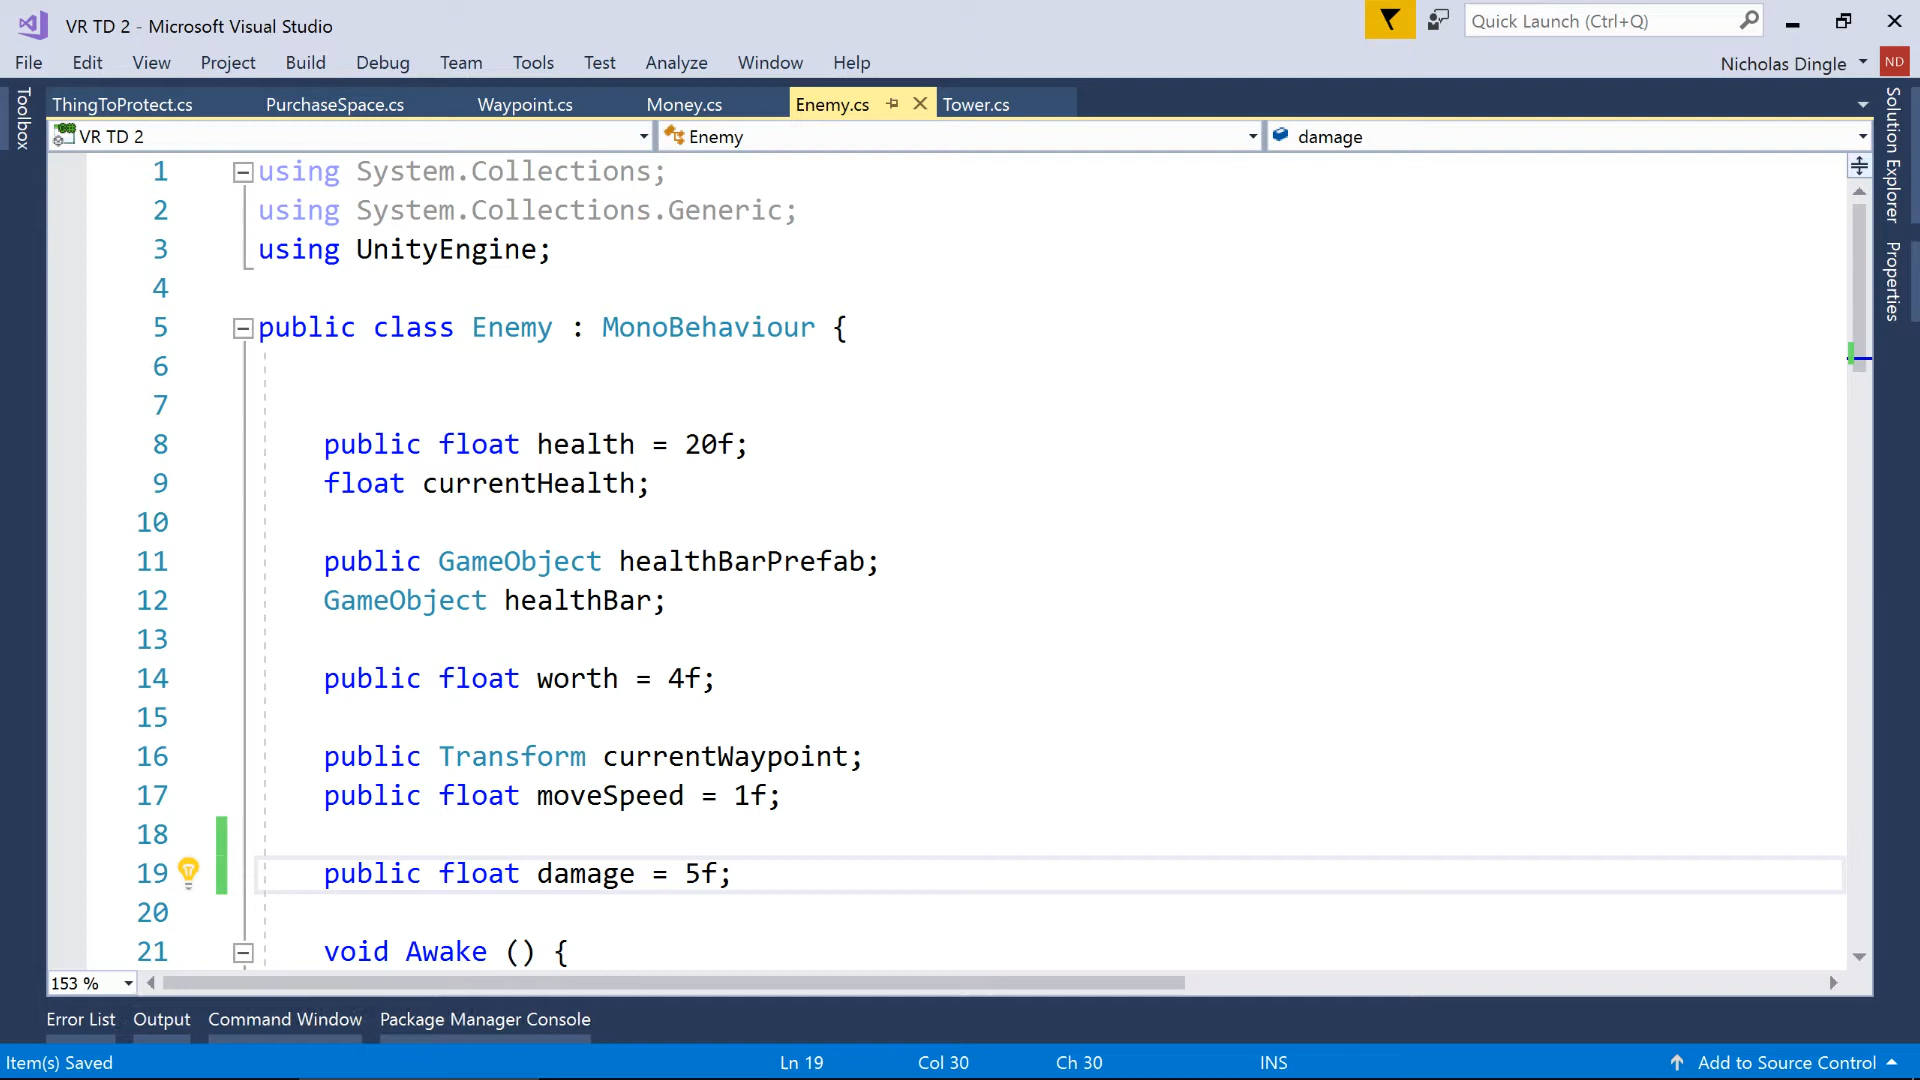 VR TD 2 - Microsoft Visual Studio
Quick Launch (Ctrl+Q)
File Edit View Project Build Debug Team Tools Test Analyze Window Help
Nicholas Dingle ND
ThingToProtect.cs PurchaseSpace.cs Waypoint.cs Money.cs Enemy.cs Tower.cs
VR TD 2 Enemy damage
Toolbox
Solution Explorer
Properties
1 using System.Collections;
2 using System.Collections.Generic;
3 using UnityEngine;
4
5 public class Enemy : MonoBehaviour {
6
7
8 public float health = 20f;
9 float currentHealth;
10
11 public GameObject healthBarPrefab;
12 GameObject healthBar;
13
14 public float worth = 4f;
15
16 public Transform currentWaypoint;
17 public float moveSpeed = 1f;
18
19 public float damage = 5f;
20
21 void Awake () {
153 %
Error List Output Command Window Package Manager Console
Item(s) Saved Ln 19 Col 30 Ch 30 INS Add to Source Control